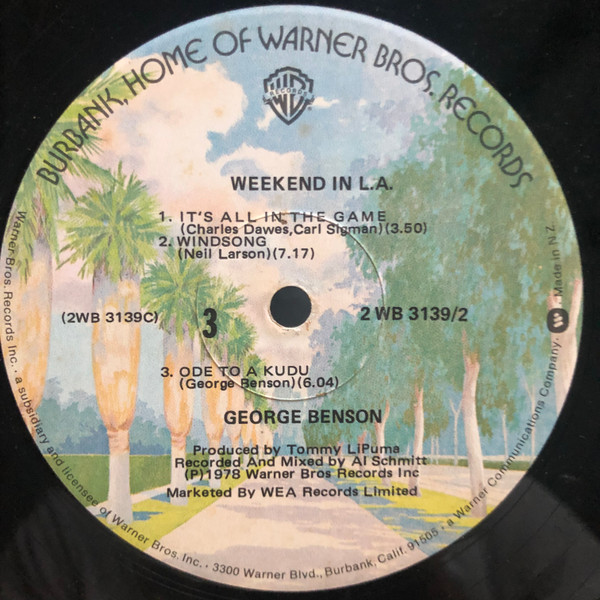 BURBANK, HOME OF WARNER BROS. RECORDS
WB
RECORDS
WEEKEND IN L.A.
1. IT'S ALL IN THE GAME
(Charles Dawes,Carl Sigman)(3.50)
2. WINDSONG
(Neil Larson)(7.17)
(2WB 3139C)
3
2 WB 3139/2
3. ODE TO A KUDU
(George Benson)(6.04)
GEORGE BENSON
Produced by Tommy LiPuma
Recorded And Mixed by Al Schmitt
(P)1978 Warner Bros. Records Inc
Marketed By WEA Records Limited
Warner Bros. Records Inc. • a subsidiary and licensee of Warner Bros. Inc. • 3300 Warner Blvd., Burbank, Calif. 91505 • a Warner Communications Company. • Made in N.Z.